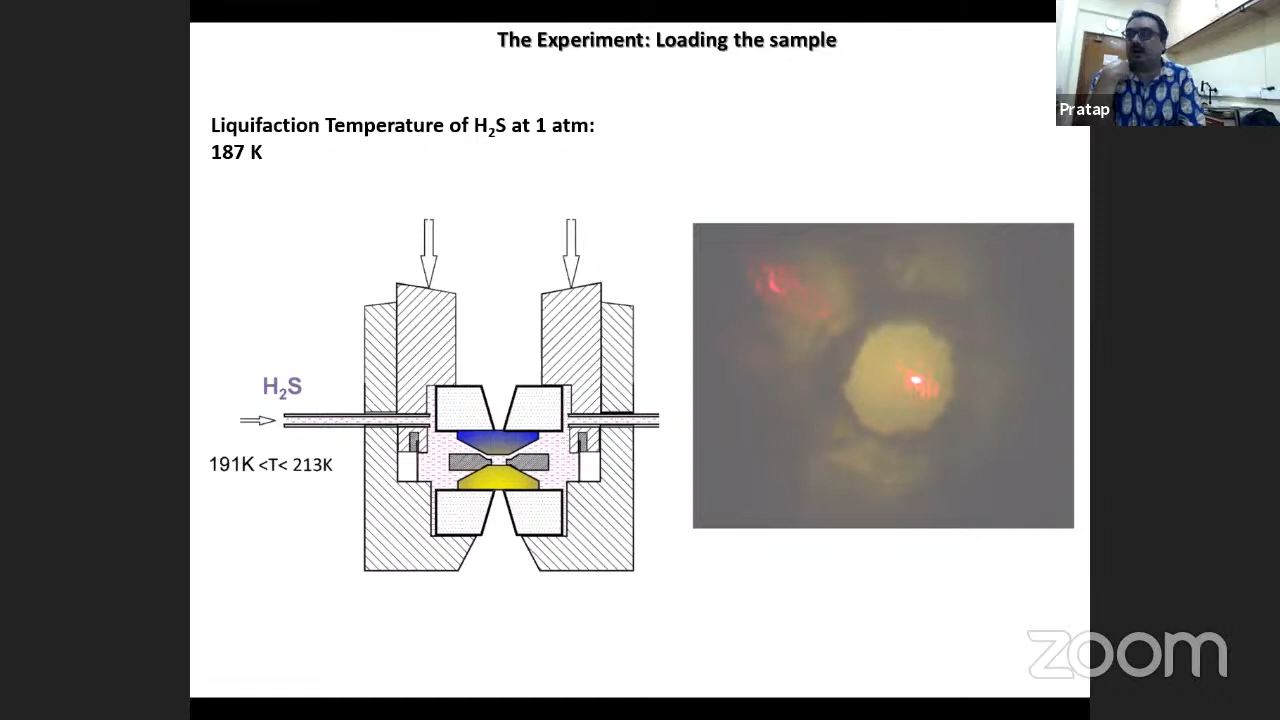 The Experiment: Loading the sample
Pratap
Liquifaction Temperature of H₂S at 1 atm:
187 K
H₂S
191K <T< 213K
zoom